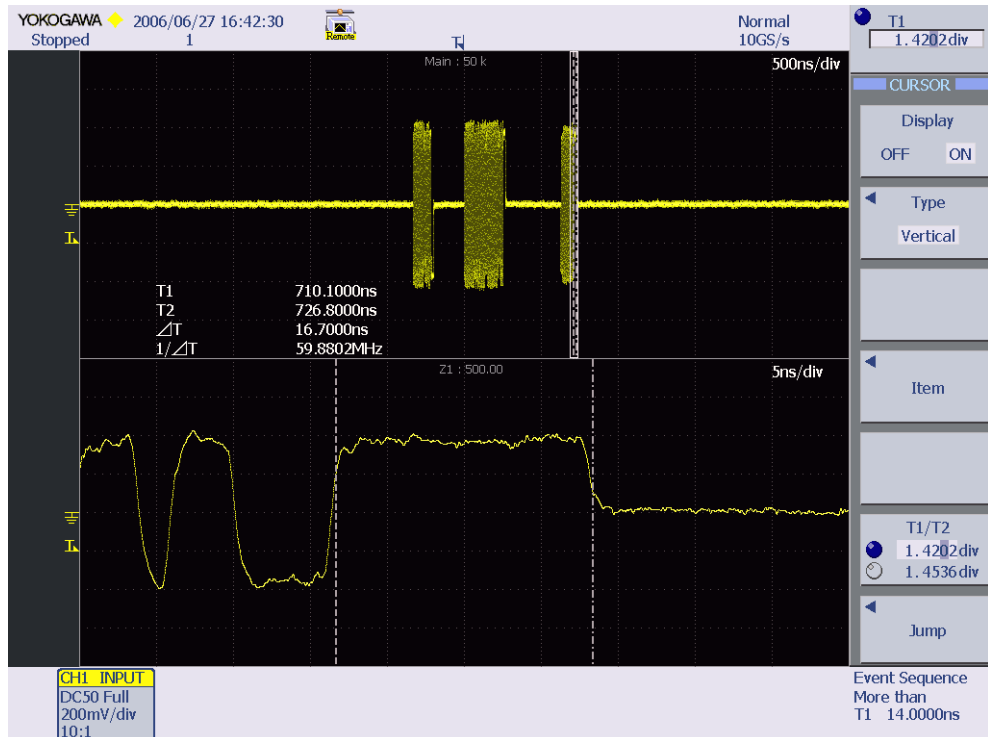 YOKOGAWA 2006/06/27 16:42:30
Stopped 1
Remote
Normal
10GS/s
T
Main : 50 k
500ns/div
T
T1 710.1000ns
T2 726.8000ns
⊿T 16.7000ns
1/⊿T 59.8802MHz
Z1 : 500.00
5ns/div
T
CH1 INPUT
DC50 Full
200mV/div
10:1
T1
1.4202div
CURSOR
Display
OFF ON
Type
Vertical
Item
T1/T2
1.4202div
1.4536div
Jump
Event Sequence
More than
T1 14.0000ns